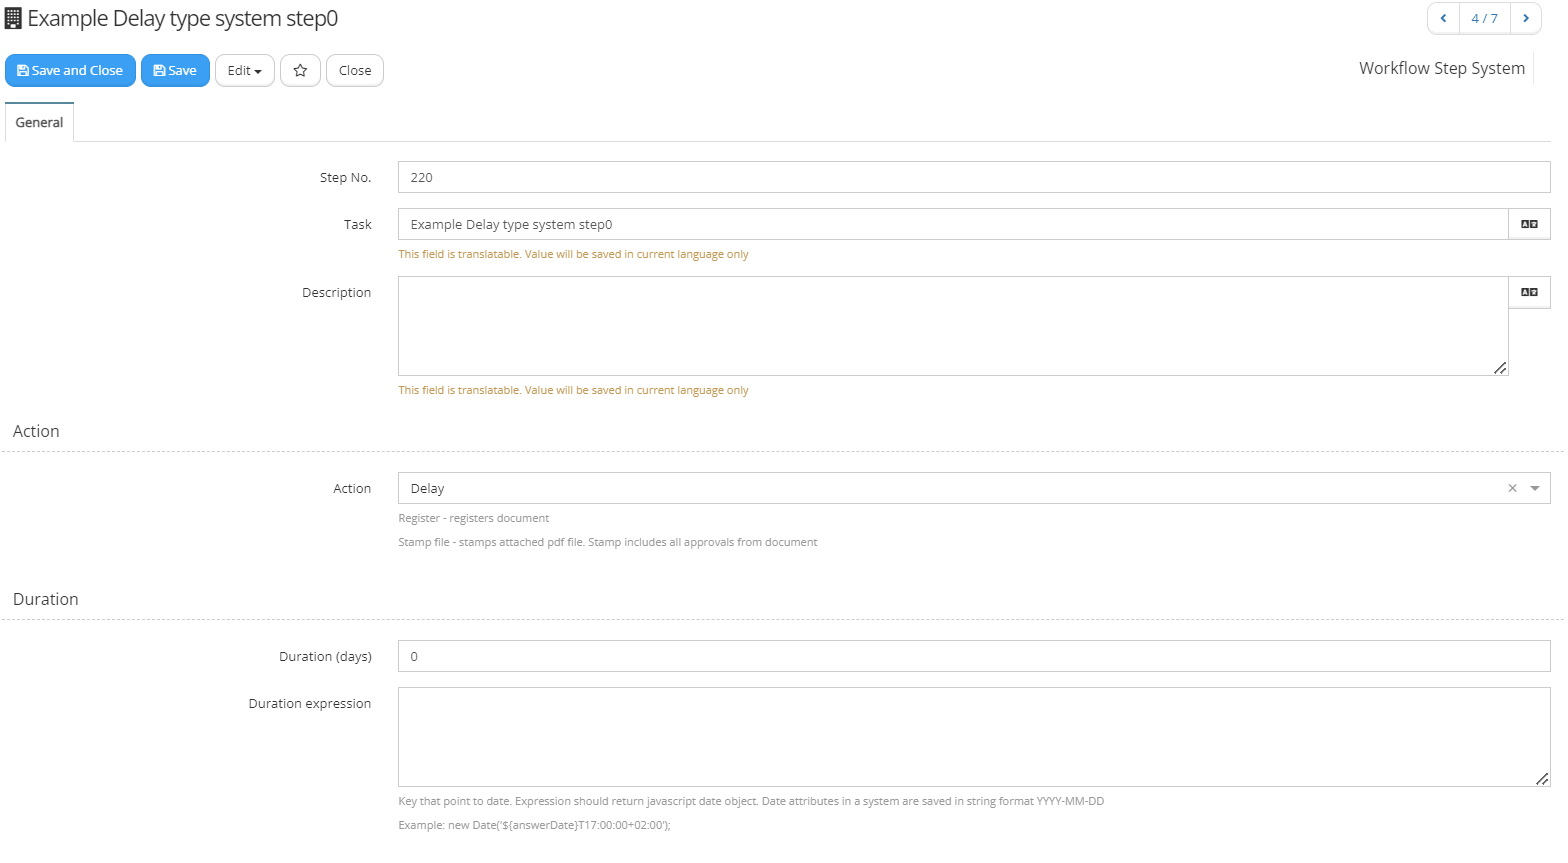 Example Delay type system step0
4 / 7
Save and Close
Save
Edit
Close
Workflow Step System
General
Step No.
220
Task
Example Delay type system step0
This field is translatable. Value will be saved in current language only
Description
This field is translatable. Value will be saved in current language only
Action
Action
Delay
Register - registers document
Stamp file - stamps attached pdf file. Stamp includes all approvals from document
Duration
Duration (days)
0
Duration expression
Key that point to date. Expression should return javascript date object. Date attributes in a system are saved in string format YYYY-MM-DD
Example: new Date('${answerDate}T17:00:00+02:00');